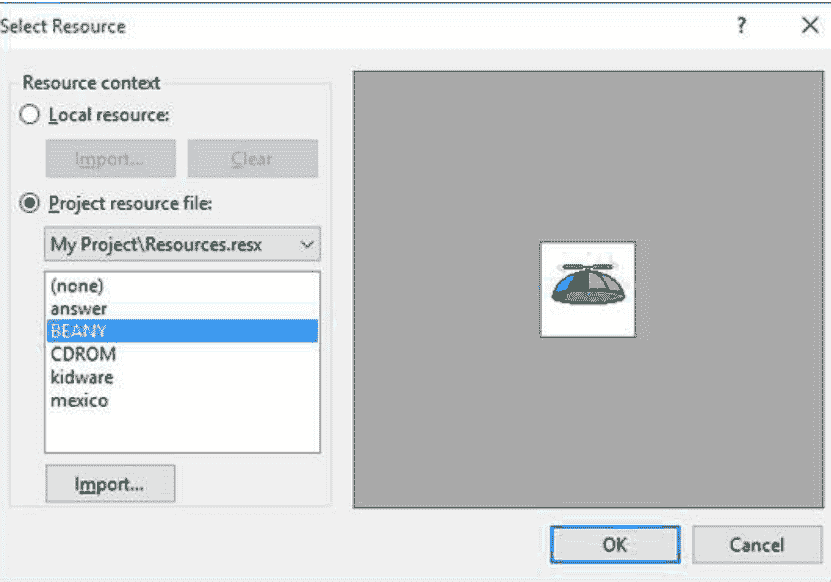 Select Resource
?
Resource context
Local resource:
Import... Clear
Project resource file:
My Project\Resources.resx
(none)
answer
BEANY
CDROM
kidware
mexico
Import...
OK Cancel